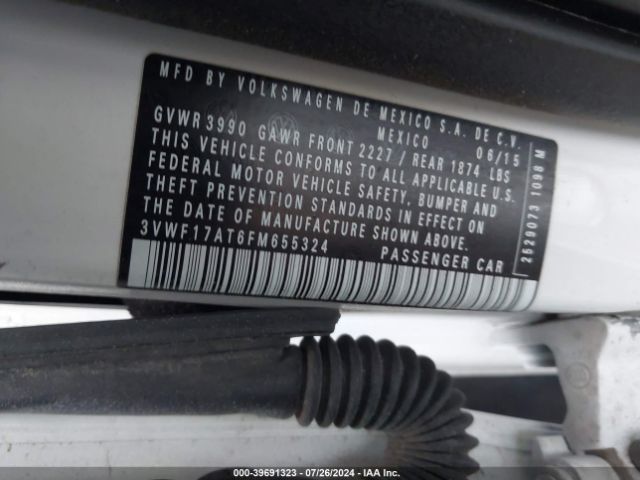 MFD BY VOLKSWAGEN DE MEXICO S.A. DE C.V.
MEXICO 06/15
GVWR 3990 GAWR FRONT 2227 / REAR 1874 LBS
THIS VEHICLE CONFORMS TO ALL APPLICABLE U.S.
FEDERAL MOTOR VEHICLE SAFETY, BUMPER AND
THEFT PREVENTION STANDARDS IN EFFECT ON
THE DATE OF MANUFACTURE SHOWN ABOVE.
3VWF17AT6FM655324
PASSENGER CAR
2529073 1098 M
000-39691323 / 07/26/2024 - IAA Inc.